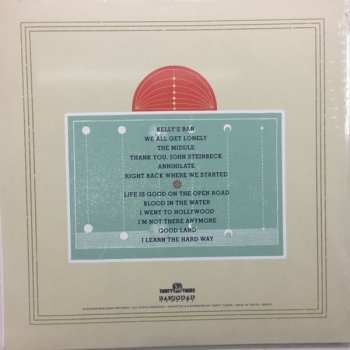 KELLY'S BAR
WE ALL GET LONELY
THE MIDDLE
THANK YOU, JOHN STEINBECK
ANNIHILATE
RIGHT BACK WHERE WE STARTED
LIFE IS GOOD ON THE OPEN ROAD
BLOOD IN THE WATER
I WENT TO HOLLYWOOD
I'M NOT THERE ANYMORE
GOOD LAND
I LEARN THE HARD WAY
THIRTY TIGERS